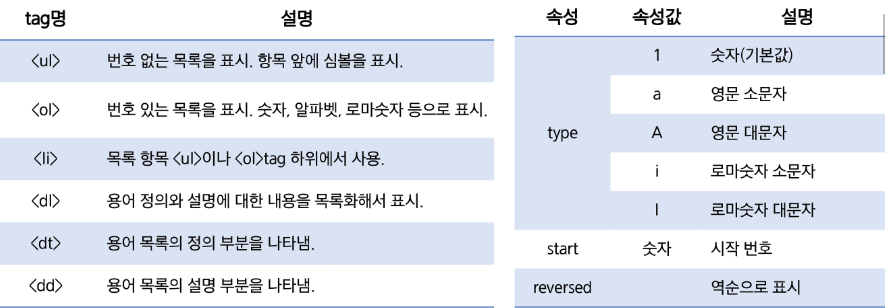 tag명 설명
<ul> 번호 없는 목록을 표시. 항목 앞에 심볼을 표시.
<ol> 번호 있는 목록을 표시. 숫자, 알파벳, 로마숫자 등으로 표시.
<li> 목록 항목 <ul>이나 <ol>tag 하위에서 사용.
<dl> 용어 정의와 설명에 대한 내용을 목록화해서 표시.
<dt> 용어 목록의 정의 부분을 나타냄.
<dd> 용어 목록의 설명 부분을 나타냄.
속성 속성값 설명
type 1 숫자(기본값)
a 영문 소문자
A 영문 대문자
i 로마숫자 소문자
I 로마숫자 대문자
start 숫자 시작 번호
reversed 역순으로 표시